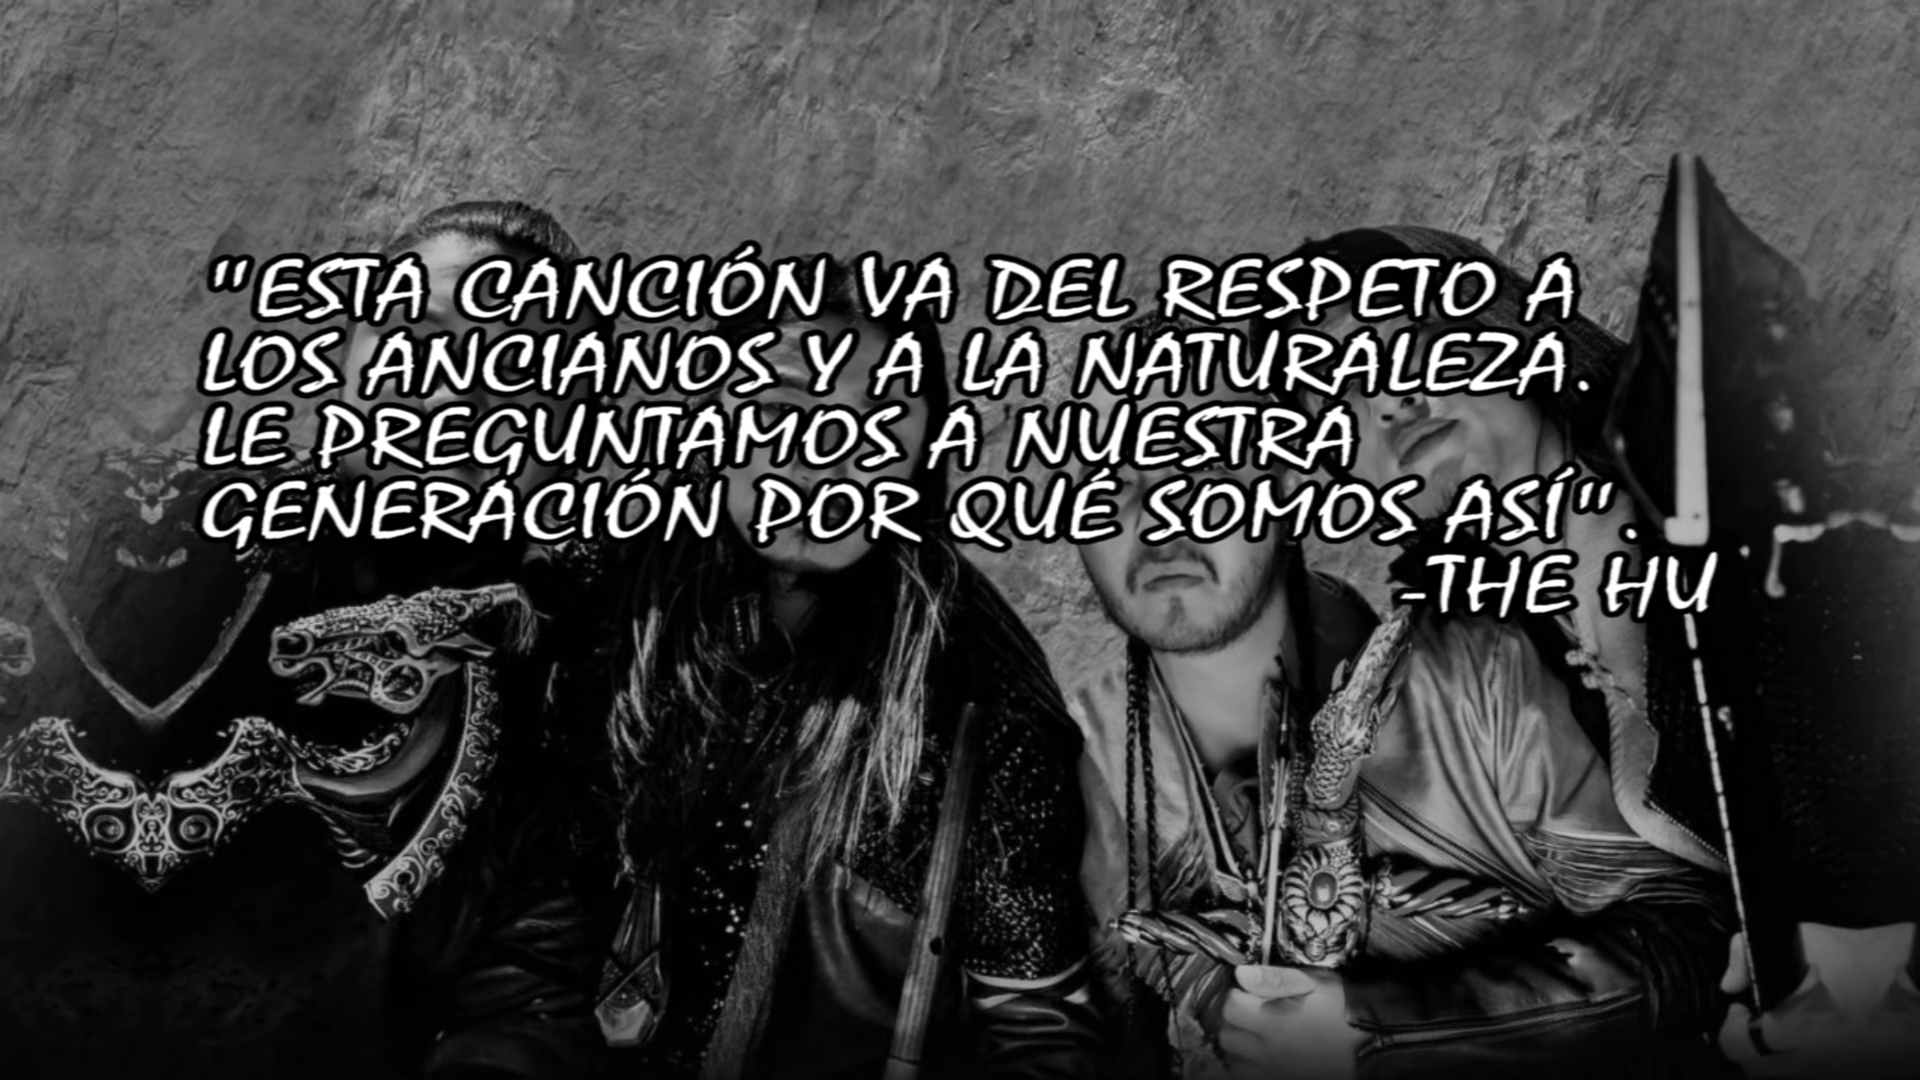 "ESTA CANCIÓN VA DEL RESPETO A
LOS ANCIANOS Y A LA NATURALEZA.
LE PREGUNTAMOS A NUESTRA
GENERACIÓN POR QUÉ SOMOS ASÍ".
-THE HU